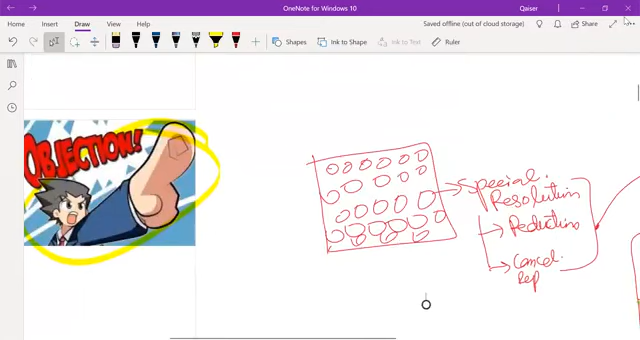 OneNote for Windows 10
Qaiser
Home
Insert
Draw
View
Help
Saved offline (out of cloud storage)
Share
Shapes
Ink to Shape
Ink to Text
Ruler
OBJECTION!
Special.
Resolution
Reduction
Cancel.
Rep